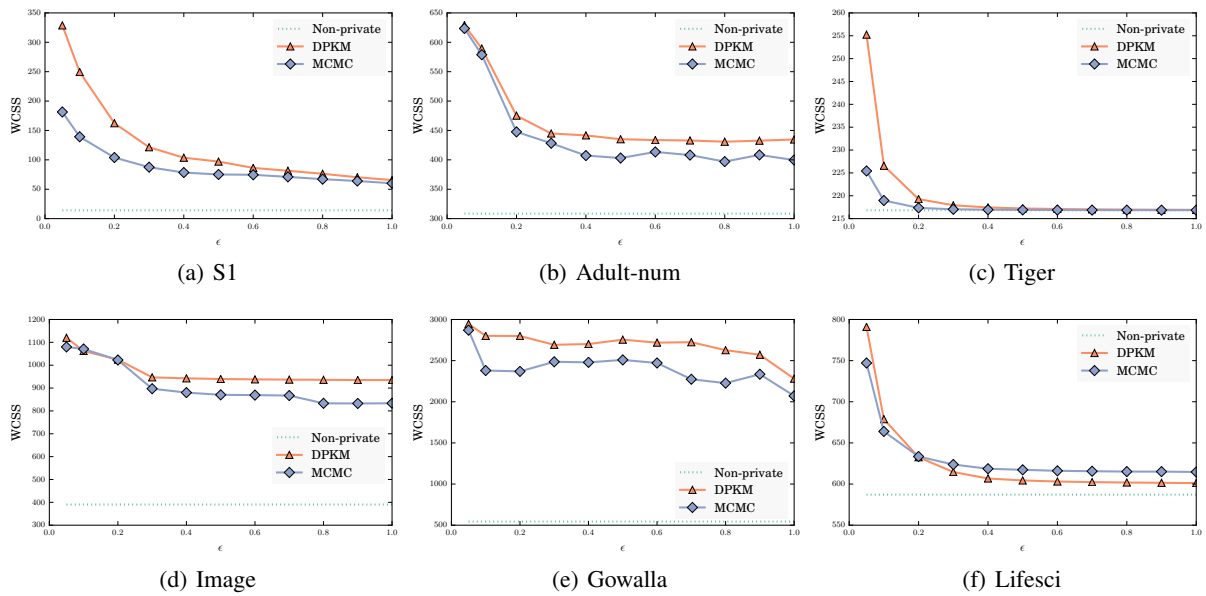 350
300
250
200
150
100
50
0
WCSS
0.0 0.2 0.4 0.6 0.8 1.0
ϵ
Non-private
DPKM
MCMC
(a) S1
650
600
550
500
450
400
350
300
WCSS
0.0 0.2 0.4 0.6 0.8 1.0
ϵ
Non-private
DPKM
MCMC
(b) Adult-num
260
255
250
245
240
235
230
225
220
215
WCSS
0.0 0.2 0.4 0.6 0.8 1.0
ϵ
Non-private
DPKM
MCMC
(c) Tiger
1200
1100
1000
900
800
700
600
500
400
300
WCSS
0.0 0.2 0.4 0.6 0.8 1.0
ϵ
Non-private
DPKM
MCMC
(d) Image
3000
2500
2000
1500
1000
500
WCSS
0.0 0.2 0.4 0.6 0.8 1.0
ϵ
Non-private
DPKM
MCMC
(e) Gowalla
800
750
700
650
600
550
WCSS
0.0 0.2 0.4 0.6 0.8 1.0
ϵ
Non-private
DPKM
MCMC
(f) Lifesci